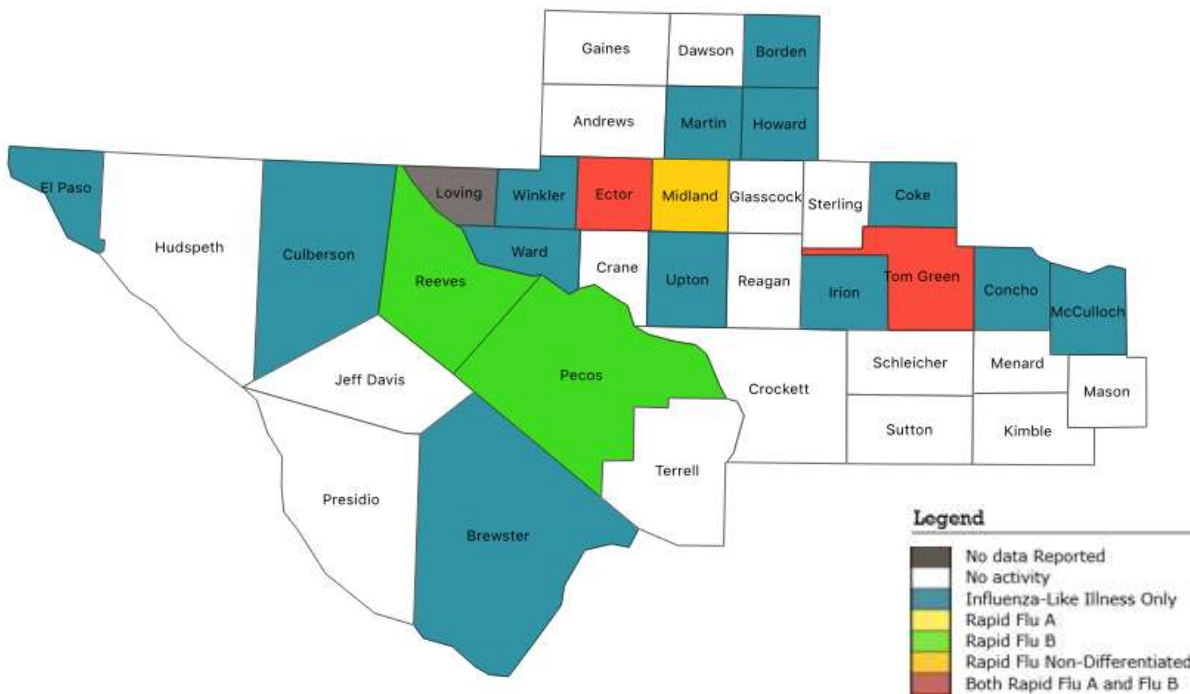 Gaines
Dawson
Borden
Andrews
Martin
Howard
El Paso
Hudspeth
Culberson
Loving
Winkler
Ector
Midland
Glasscock
Sterling
Coke
Reeves
Ward
Crane
Upton
Reagan
Irion
Tom Green
Concho
McCulloch
Jeff Davis
Pecos
Crockett
Schleicher
Menard
Mason
Sutton
Kimble
Presidio
Brewster
Terrell
Legend
No data Reported
No activity
Influenza-Like Illness Only
Rapid Flu A
Rapid Flu B
Rapid Flu Non-Differentiated
Both Rapid Flu A and Flu B